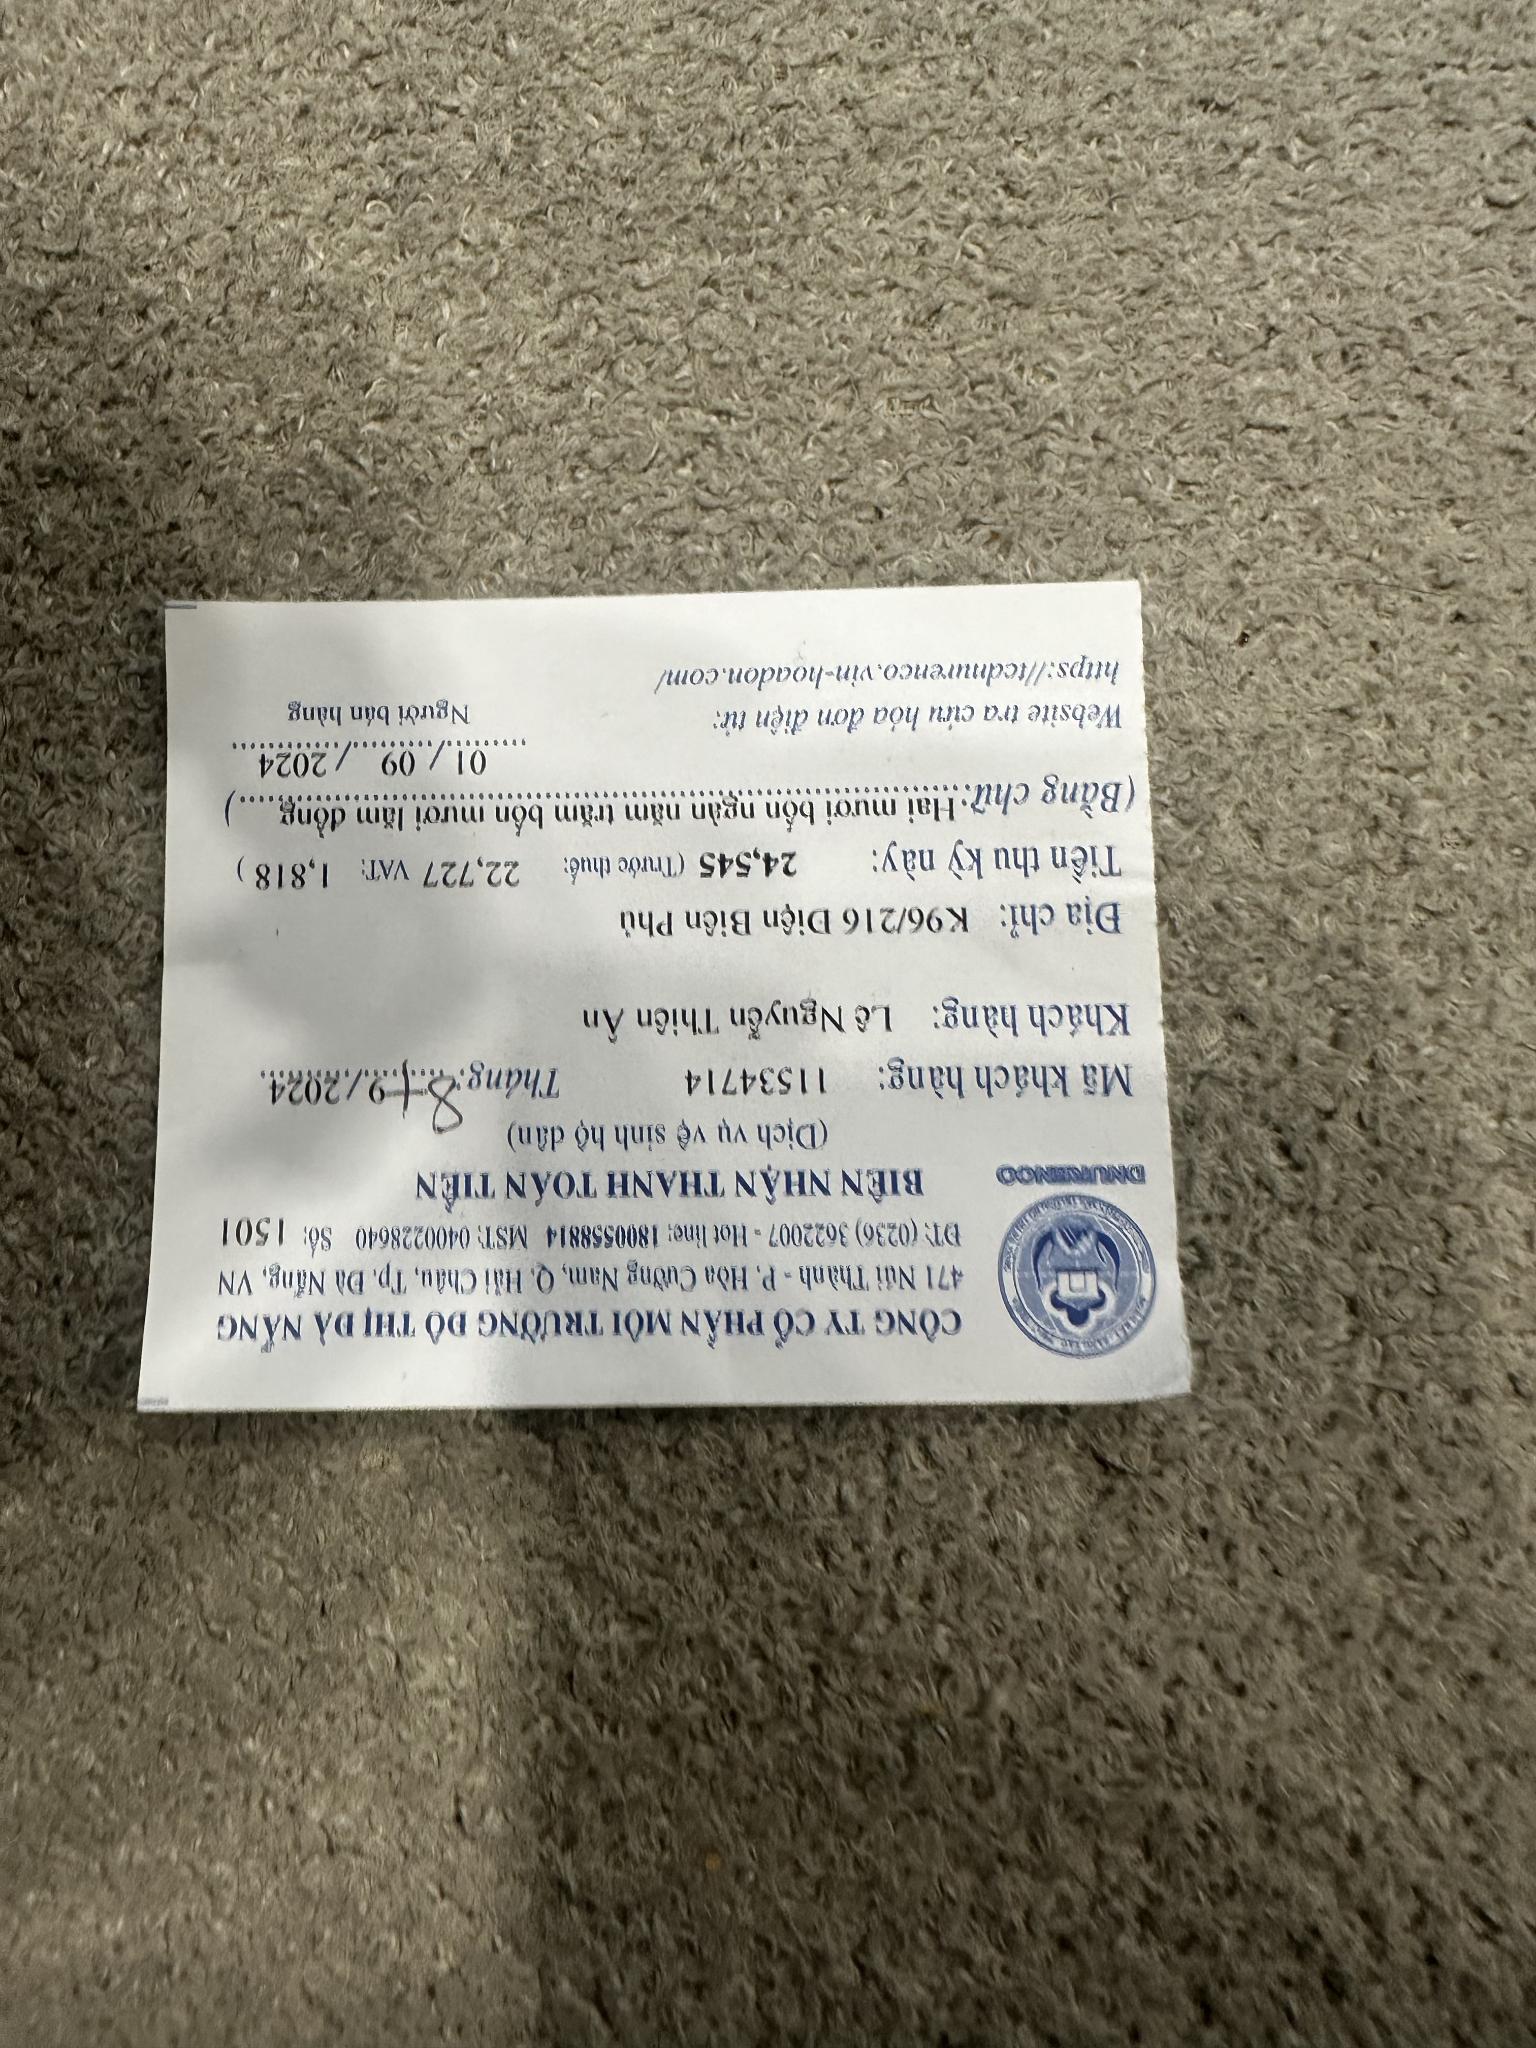 CÔNG TY CỔ PHẦN MÔI TRƯỜNG ĐÔ THỊ ĐÀ NẴNG
471 Núi Thành - P. Hòa Cường Nam, Q. Hải Châu, Tp. Đà Nẵng, VN
ĐT: (0236) 3622007 - Hot line: 1800558814 MST: 0400228640 Số: 1501
DNURENCO
BIÊN NHẬN THANH TOÁN TIỀN
(Dịch vụ vệ sinh hộ dân)
Mã khách hàng: 11534714 Tháng: 8+9/2024
Khách hàng: Lê Nguyễn Thiên Ân
Địa chỉ: K96/216 Điện Biên Phủ
Tiền thu kỳ này: 24,545 (Trước thuế: 22,727 VAT: 1,818 )
(Bằng chữ: Hai mươi bốn ngàn năm trăm bốn mươi lăm đồng )
01 / 09 / 2024
Website tra cứu hóa đơn điện tử: Người bán hàng
https://tcdnurenco.vin-hoadon.com/